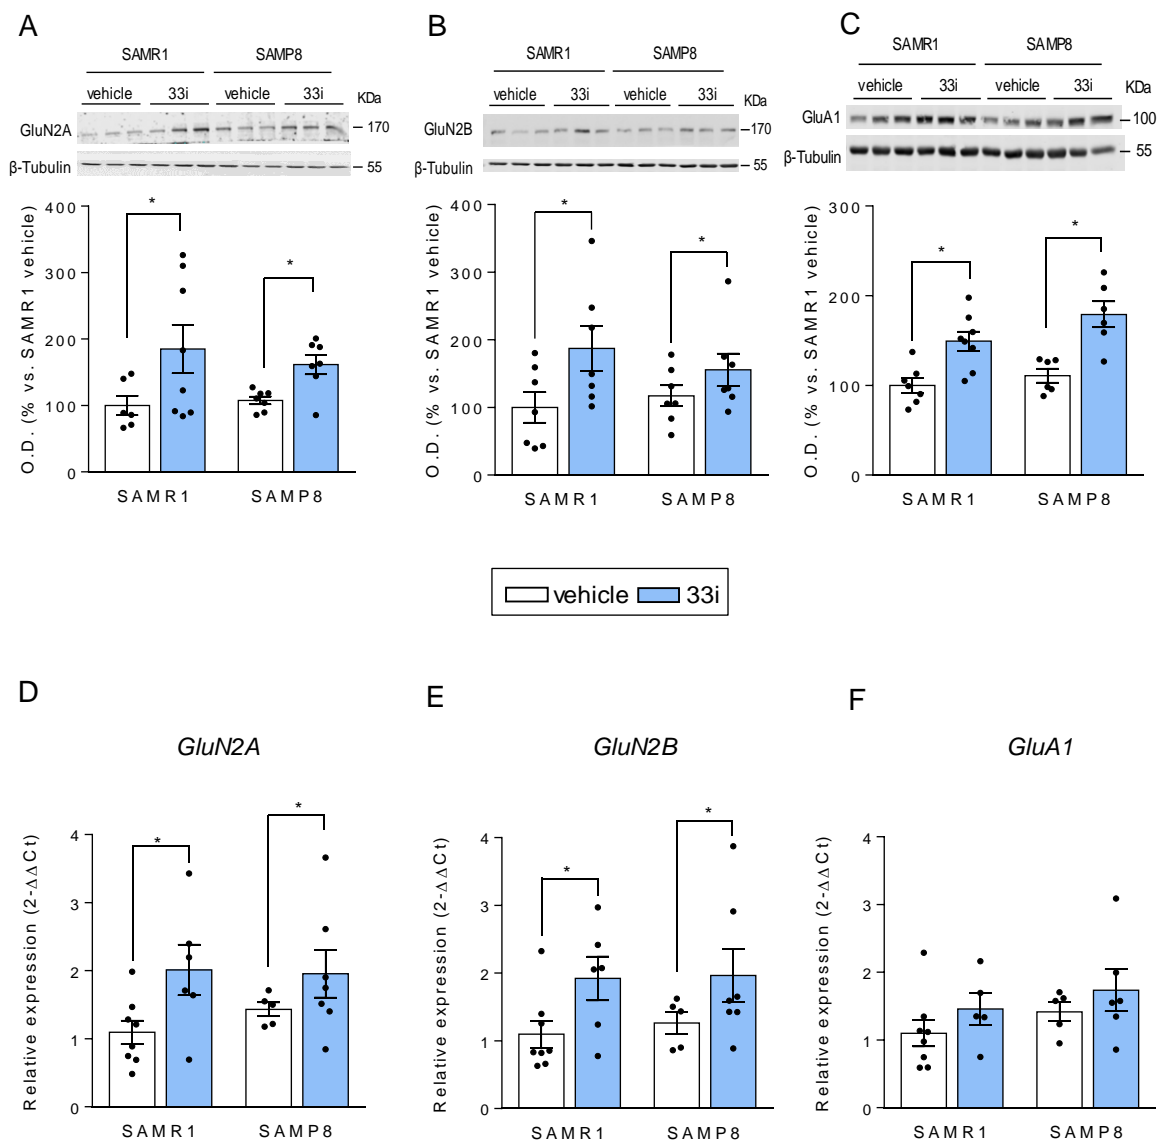 A
SAMR1 SAMP8
vehicle 33i vehicle 33i KDa
GluN2A 170
β-Tubulin 55
O.D. (% vs. SAMR1 vehicle)
400
300
200
100
0
* *
SAMR1 SAMP8
B
SAMR1 SAMP8
vehicle 33i vehicle 33i KDa
GluN2B 170
β-Tubulin 55
O.D. (% vs. SAMR1 vehicle)
400
300
200
100
0
* *
SAMR1 SAMP8
C
SAMR1 SAMP8
vehicle 33i vehicle 33i KDa
GluA1 100
β-Tubulin 55
O.D. (% vs. SAMR1 vehicle)
300
200
100
0
* *
SAMR1 SAMP8
vehicle 33i
D
GluN2A
Relative expression (2-ΔΔCt)
4
3
2
1
0
* *
SAMR1 SAMP8
E
GluN2B
Relative expression (2-ΔΔCt)
4
3
2
1
0
* *
SAMR1 SAMP8
F
GluA1
Relative expression (2-ΔΔCt)
4
3
2
1
0
SAMR1 SAMP8